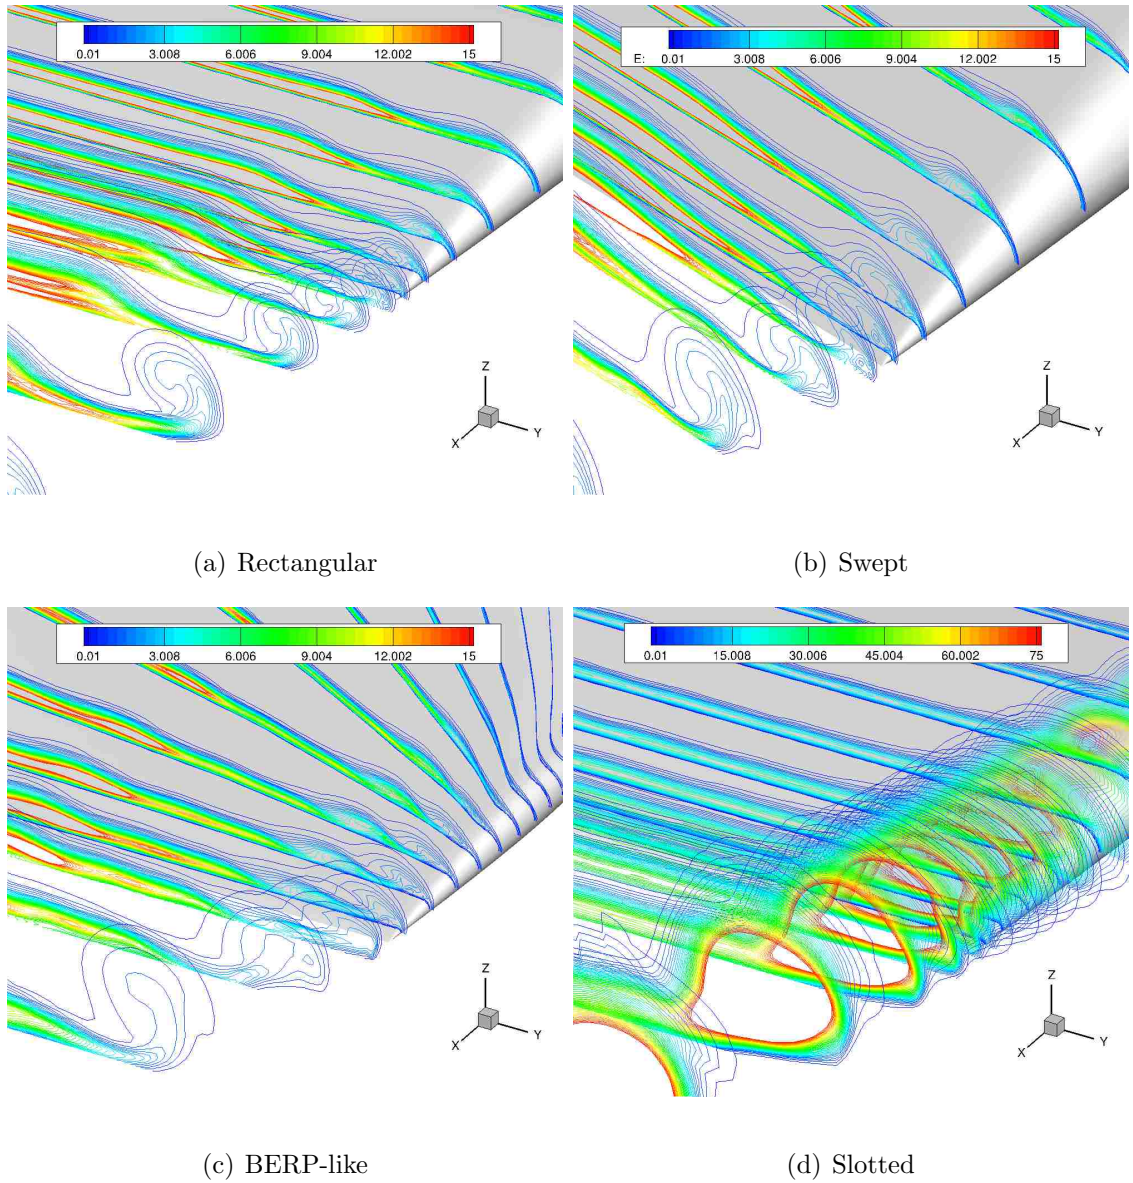 0.01 3.008 6.006 9.004 12.002 15
Z
X
Y
(a) Rectangular
E: 0.01 3.008 6.006 9.004 12.002 15
Z
X
Y
(b) Swept
0.01 3.008 6.006 9.004 12.002 15
Z
X
Y
(c) BERP-like
0.01 15.008 30.006 45.004 60.002 75
Z
X
Y
(d) Slotted